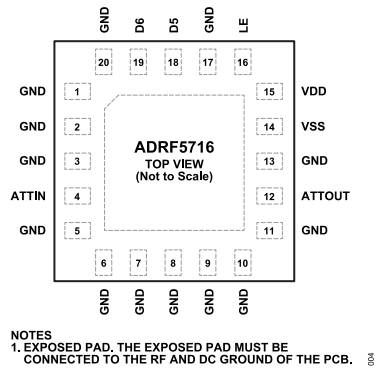 GND D6 D5 GND LE
20 19 18 17 16
GND 1 15 VDD
GND 2 14 VSS
ADRF5716
TOP VIEW
(Not to Scale)
GND 3 13 GND
ATTIN 4 12 ATTOUT
GND 5 11 GND
6 7 8 9 10
GND GND GND GND GND
NOTES
1. EXPOSED PAD. THE EXPOSED PAD MUST BE
CONNECTED TO THE RF AND DC GROUND OF THE PCB.
004